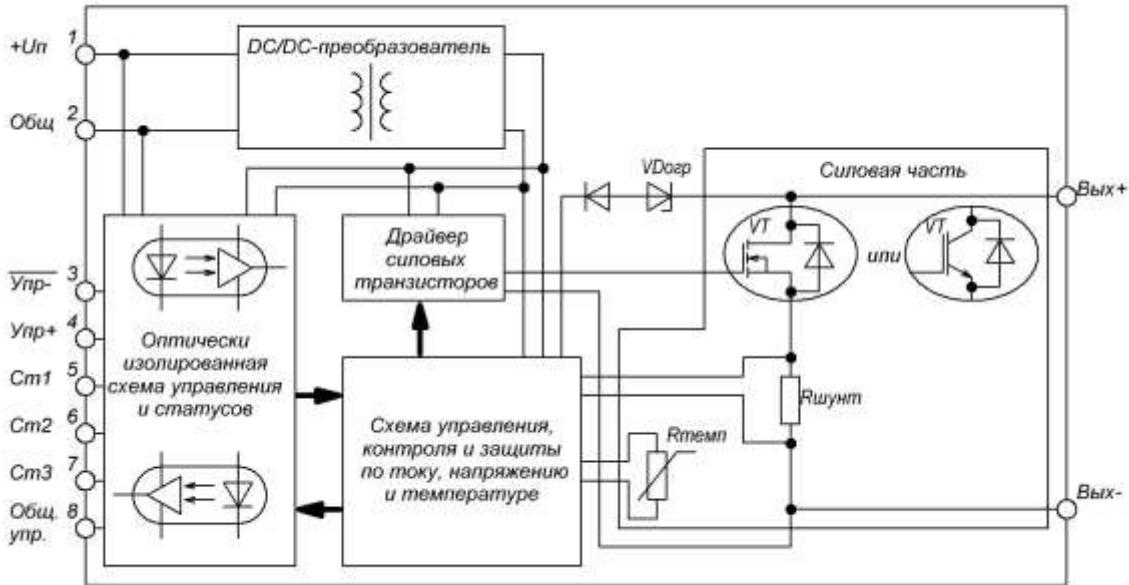 +Uп 1
DC/DC-преобразователь
Общ 2
VDогр
Силовая часть
Вых+
VT
или
VT
Драйвер
силовых
транзисторов
Упр- 3
Упр+ 4
Ст1 5
Ст2 6
Ст3 7
Общ. 8
упр.
Оптически
изолированная
схема управления
и статусов
Схема управления,
контроля и защиты
по току, напряжению
и температуре
Rтемп
Rшунт
Вых-